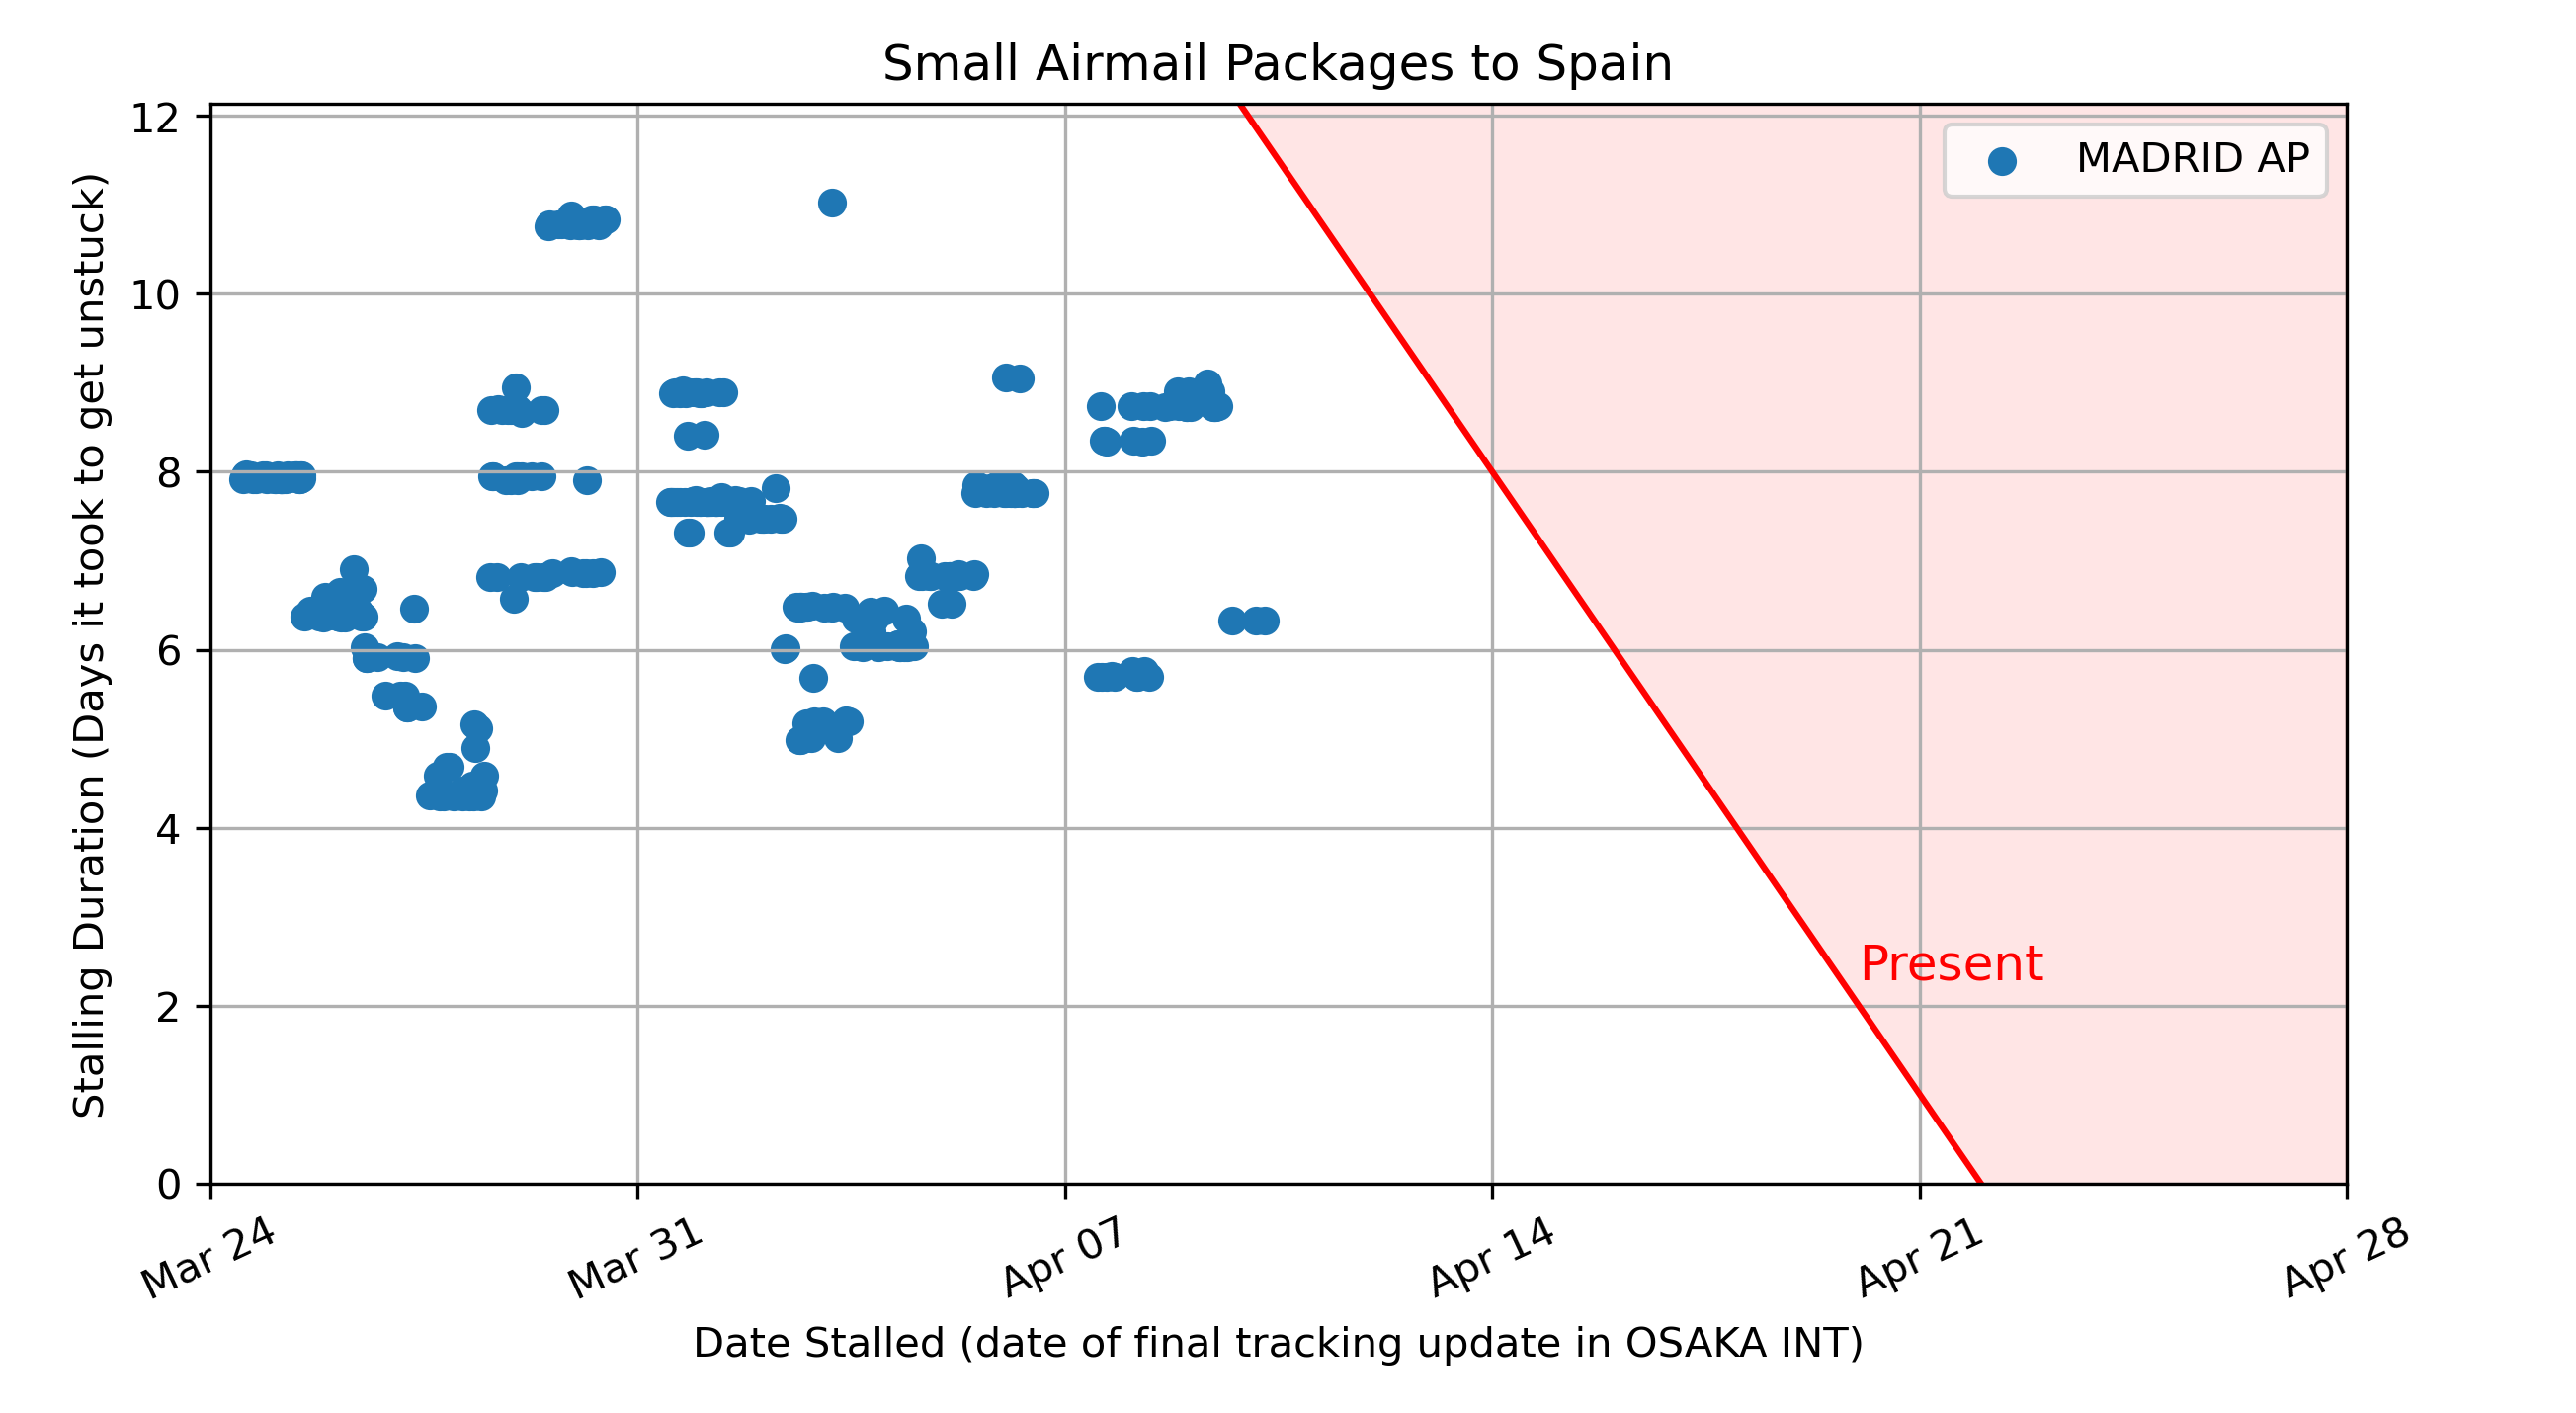 Small Airmail Packages to Spain
Stalling Duration (Days it took to get unstuck)
12
10
8
6
4
2
0
MADRID AP
Present
Mar 24
Mar 31
Apr 07
Apr 14
Apr 21
Apr 28
Date Stalled (date of final tracking update in OSAKA INT)